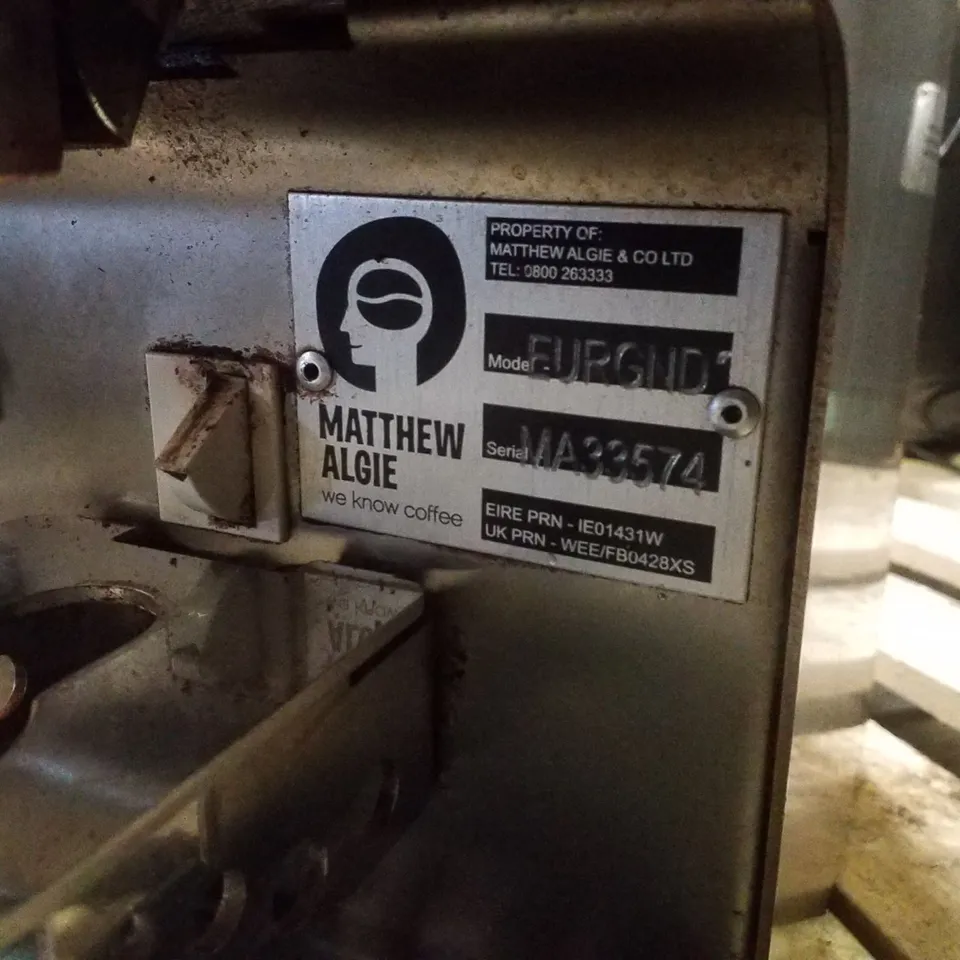 MATTHEW
ALGIE
we know coffee
PROPERTY OF:
MATTHEW ALGIE & CO LTD
TEL: 0800 263333
Model EURGND1
Serial MA33574
EIRE PRN - IE01431W
UK PRN - WEE/FB0428XS